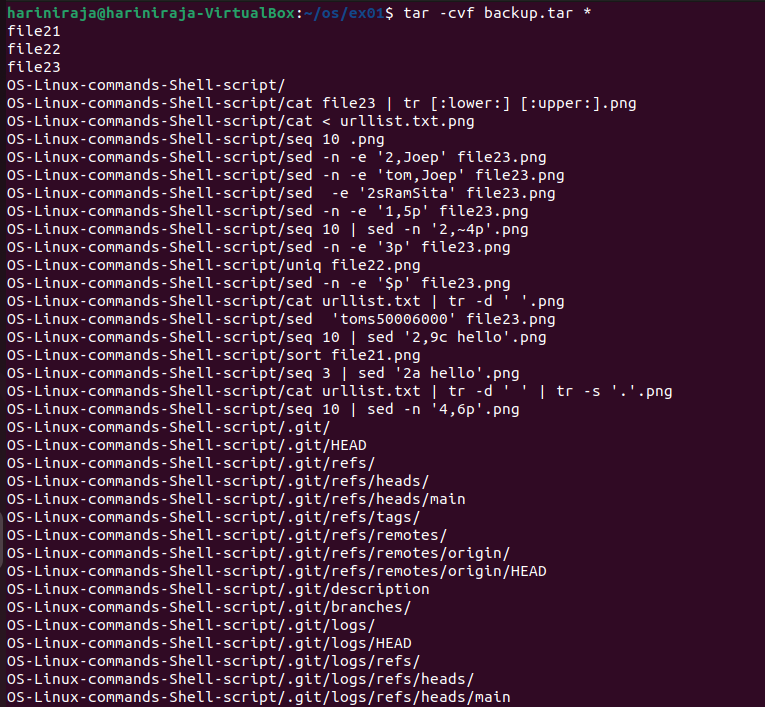 hariniraja@hariniraja-VirtualBox:~/os/ex01$ tar -cvf backup.tar *
file21
file22
file23
OS-Linux-commands-Shell-script/
OS-Linux-commands-Shell-script/cat file23 | tr [:lower:] [:upper:].png
OS-Linux-commands-Shell-script/cat < urllist.txt.png
OS-Linux-commands-Shell-script/seq 10 .png
OS-Linux-commands-Shell-script/sed -n -e '2,Joep' file23.png
OS-Linux-commands-Shell-script/sed -n -e 'tom,Joep' file23.png
OS-Linux-commands-Shell-script/sed  -e '2sRamSita' file23.png
OS-Linux-commands-Shell-script/sed -n -e '1,5p' file23.png
OS-Linux-commands-Shell-script/seq 10 | sed -n '2,~4p'.png
OS-Linux-commands-Shell-script/sed -n -e '3p' file23.png
OS-Linux-commands-Shell-script/uniq file22.png
OS-Linux-commands-Shell-script/sed -n -e '$p' file23.png
OS-Linux-commands-Shell-script/cat urllist.txt | tr -d ' '.png
OS-Linux-commands-Shell-script/sed  'toms50006000' file23.png
OS-Linux-commands-Shell-script/seq 10 | sed '2,9c hello'.png
OS-Linux-commands-Shell-script/sort file21.png
OS-Linux-commands-Shell-script/seq 3 | sed '2a hello'.png
OS-Linux-commands-Shell-script/cat urllist.txt | tr -d ' ' | tr -s '.'.png
OS-Linux-commands-Shell-script/seq 10 | sed -n '4,6p'.png
OS-Linux-commands-Shell-script/.git/
OS-Linux-commands-Shell-script/.git/HEAD
OS-Linux-commands-Shell-script/.git/refs/
OS-Linux-commands-Shell-script/.git/refs/heads/
OS-Linux-commands-Shell-script/.git/refs/heads/main
OS-Linux-commands-Shell-script/.git/refs/tags/
OS-Linux-commands-Shell-script/.git/refs/remotes/
OS-Linux-commands-Shell-script/.git/refs/remotes/origin/
OS-Linux-commands-Shell-script/.git/refs/remotes/origin/HEAD
OS-Linux-commands-Shell-script/.git/description
OS-Linux-commands-Shell-script/.git/branches/
OS-Linux-commands-Shell-script/.git/logs/
OS-Linux-commands-Shell-script/.git/logs/HEAD
OS-Linux-commands-Shell-script/.git/logs/refs/
OS-Linux-commands-Shell-script/.git/logs/refs/heads/
OS-Linux-commands-Shell-script/.git/logs/refs/heads/main